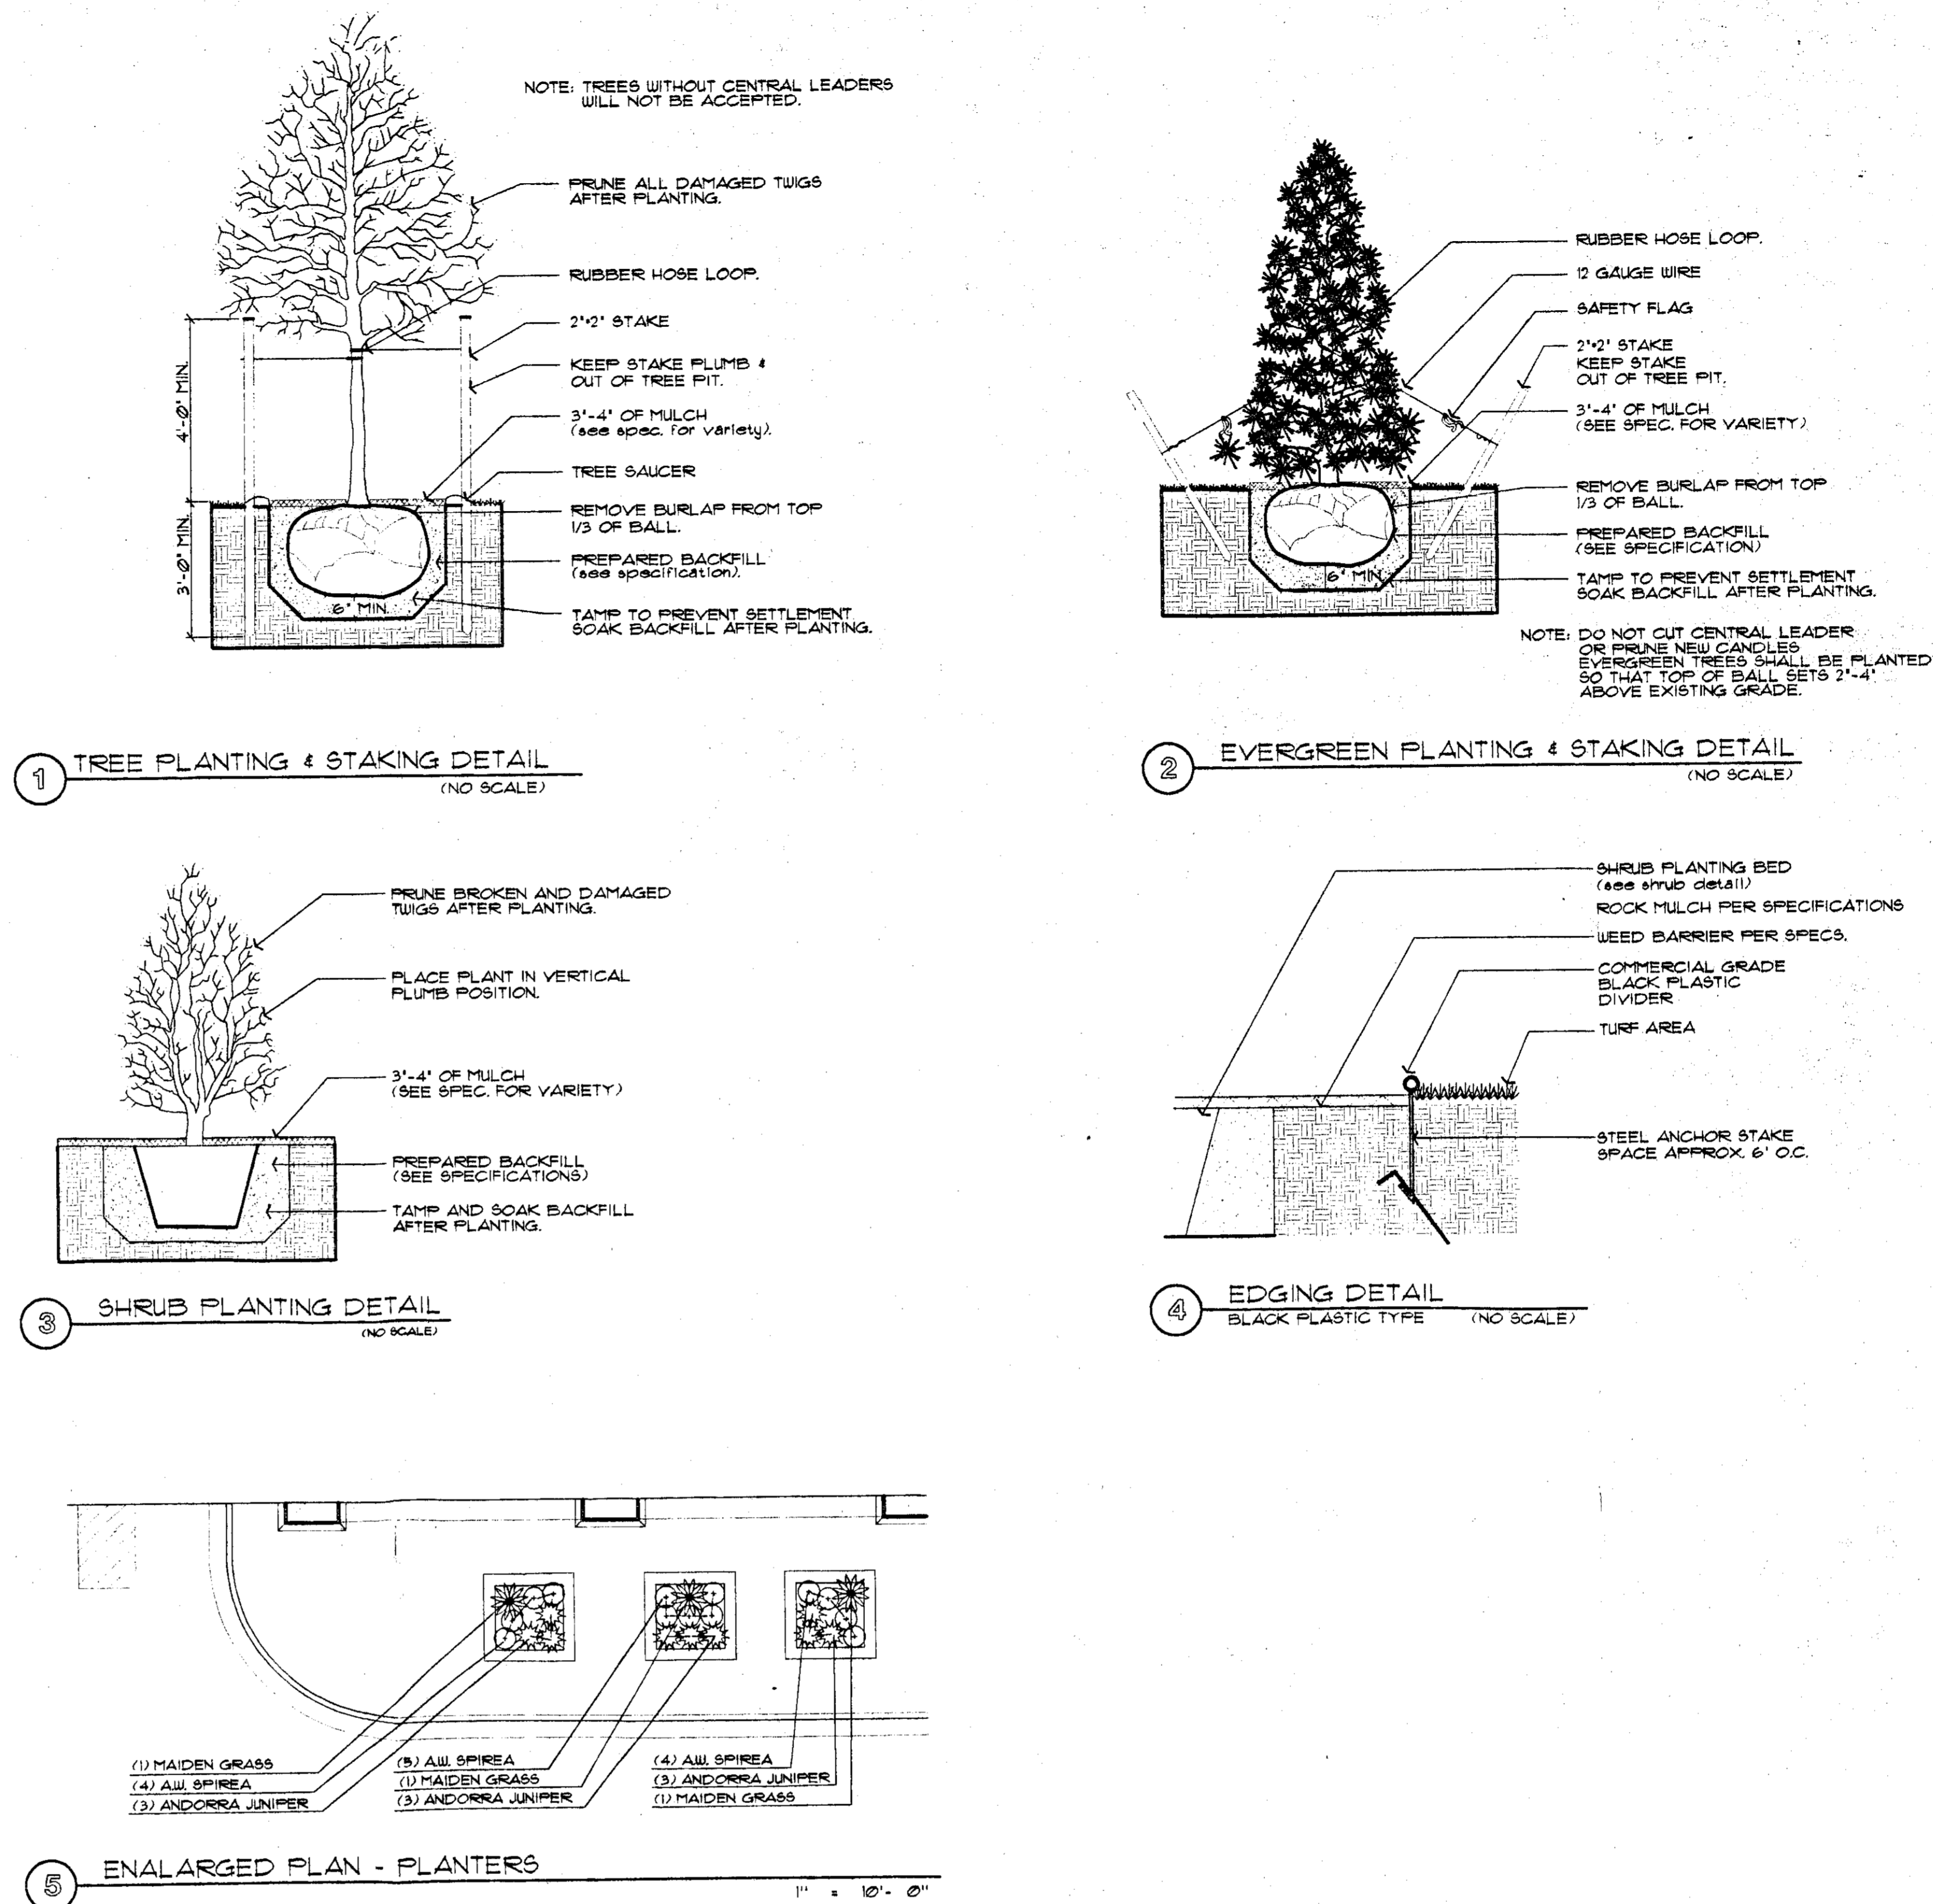 NOTE: TREES WITHOUT CENTRAL LEADERS
WILL NOT BE ACCEPTED.
PRUNE ALL DAMAGED TWIGS
AFTER PLANTING.
RUBBER HOSE LOOP.
2"•2" STAKE
KEEP STAKE PLUMB &
OUT OF TREE PIT.
3"-4" OF MULCH
(see spec. for variety).
TREE SAUCER
REMOVE BURLAP FROM TOP
1/3 OF BALL.
PREPARED BACKFILL
(see specification).
TAMP TO PREVENT SETTLEMENT
SOAK BACKFILL AFTER PLANTING.
4'-0" MIN.
3'-0" MIN.
6" MIN.
1 TREE PLANTING & STAKING DETAIL
(NO SCALE)
RUBBER HOSE LOOP.
12 GAUGE WIRE
SAFETY FLAG
2"•2" STAKE
KEEP STAKE
OUT OF TREE PIT.
3"-4" OF MULCH
(SEE SPEC. FOR VARIETY)
REMOVE BURLAP FROM TOP
1/3 OF BALL.
PREPARED BACKFILL
(SEE SPECIFICATION)
TAMP TO PREVENT SETTLEMENT
SOAK BACKFILL AFTER PLANTING.
6" MIN.
NOTE: DO NOT CUT CENTRAL LEADER
OR PRUNE NEW CANDLES
EVERGREEN TREES SHALL BE PLANTED
SO THAT TOP OF BALL SETS 2"-4"
ABOVE EXISTING GRADE.
2 EVERGREEN PLANTING & STAKING DETAIL
(NO SCALE)
PRUNE BROKEN AND DAMAGED
TWIGS AFTER PLANTING.
PLACE PLANT IN VERTICAL
PLUMB POSITION.
3"-4" OF MULCH
(SEE SPEC. FOR VARIETY)
PREPARED BACKFILL
(SEE SPECIFICATIONS)
TAMP AND SOAK BACKFILL
AFTER PLANTING.
3 SHRUB PLANTING DETAIL
(NO SCALE)
SHRUB PLANTING BED
(see shrub detail)
ROCK MULCH PER SPECIFICATIONS
WEED BARRIER PER SPECS.
COMMERCIAL GRADE
BLACK PLASTIC
DIVIDER
TURF AREA
STEEL ANCHOR STAKE
SPACE APPROX. 6' O.C.
4 EDGING DETAIL
BLACK PLASTIC TYPE (NO SCALE)
(1) MAIDEN GRASS
(4) A.W. SPIREA
(3) ANDORRA JUNIPER
(5) A.W. SPIREA
(1) MAIDEN GRASS
(3) ANDORRA JUNIPER
(4) A.W. SPIREA
(3) ANDORRA JUNIPER
(1) MAIDEN GRASS
5 ENALARGED PLAN - PLANTERS
1" = 10'- 0"